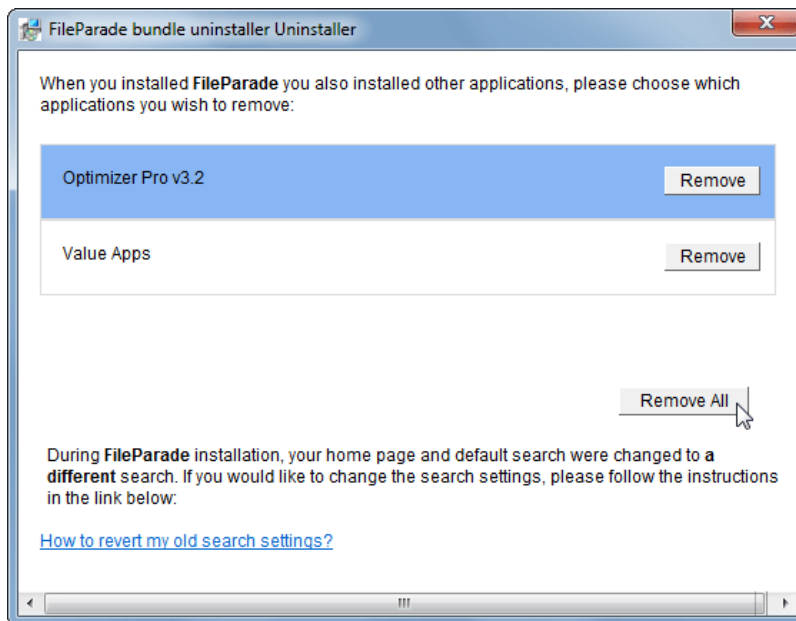 FileParade bundle uninstaller Uninstaller
When you installed FileParade you also installed other applications, please choose which
applications you wish to remove:
Optimizer Pro v3.2
Remove
Value Apps
Remove
Remove All
During FileParade installation, your home page and default search were changed to a
different search. If you would like to change the search settings, please follow the instructions
in the link below:
How to revert my old search settings?